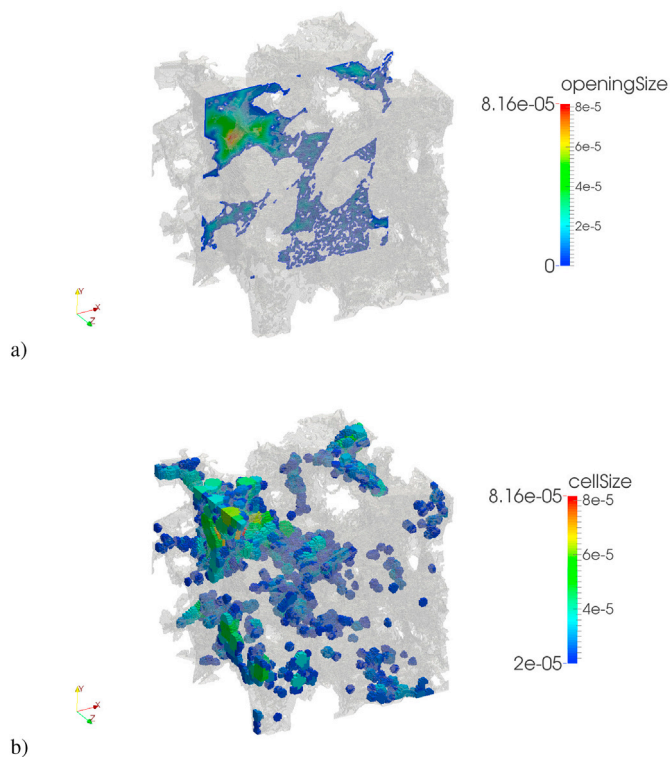 openingSize
8.16e-05
8e-5
6e-5
4e-5
2e-5
0
Y
X
Z
a)
cellSize
8.16e-05
8e-5
6e-5
4e-5
2e-05
Y
X
Z
b)